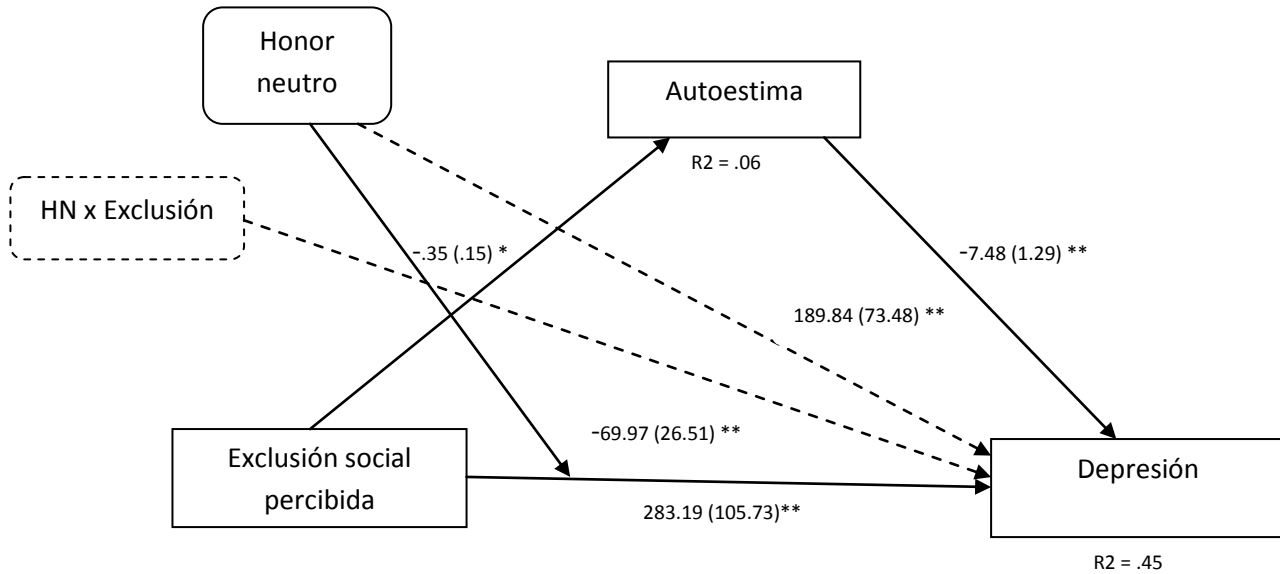 Honor
neutro
Autoestima
R2 = .06
HN x Exclusión
-.35 (.15) *
-7.48 (1.29) **
189.84 (73.48) **
-69.97 (26.51) **
Exclusión social
percibida
Depresión
283.19 (105.73)**
R2 = .45